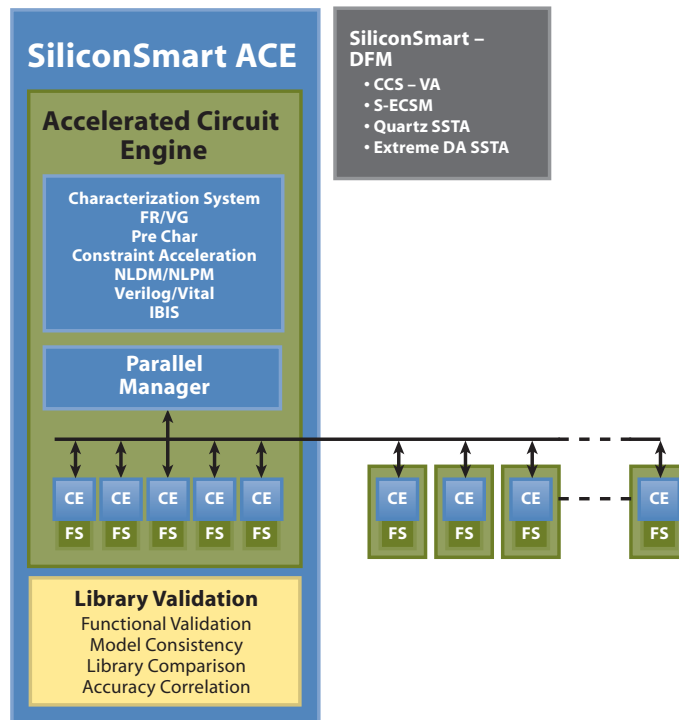 SiliconSmart ACE
Accelerated Circuit
Engine
Characterization System
FR/VG
Pre Char
Constraint Acceleration
NLDM/NLPM
Verilog/Vital
IBIS
Parallel
Manager
CE CE CE CE CE
FS FS FS FS FS
Library Validation
Functional Validation
Model Consistency
Library Comparison
Accuracy Correlation
SiliconSmart –
DFM
• CCS – VA
• S-ECSM
• Quartz SSTA
• Extreme DA SSTA
CE CE CE CE
FS FS FS FS